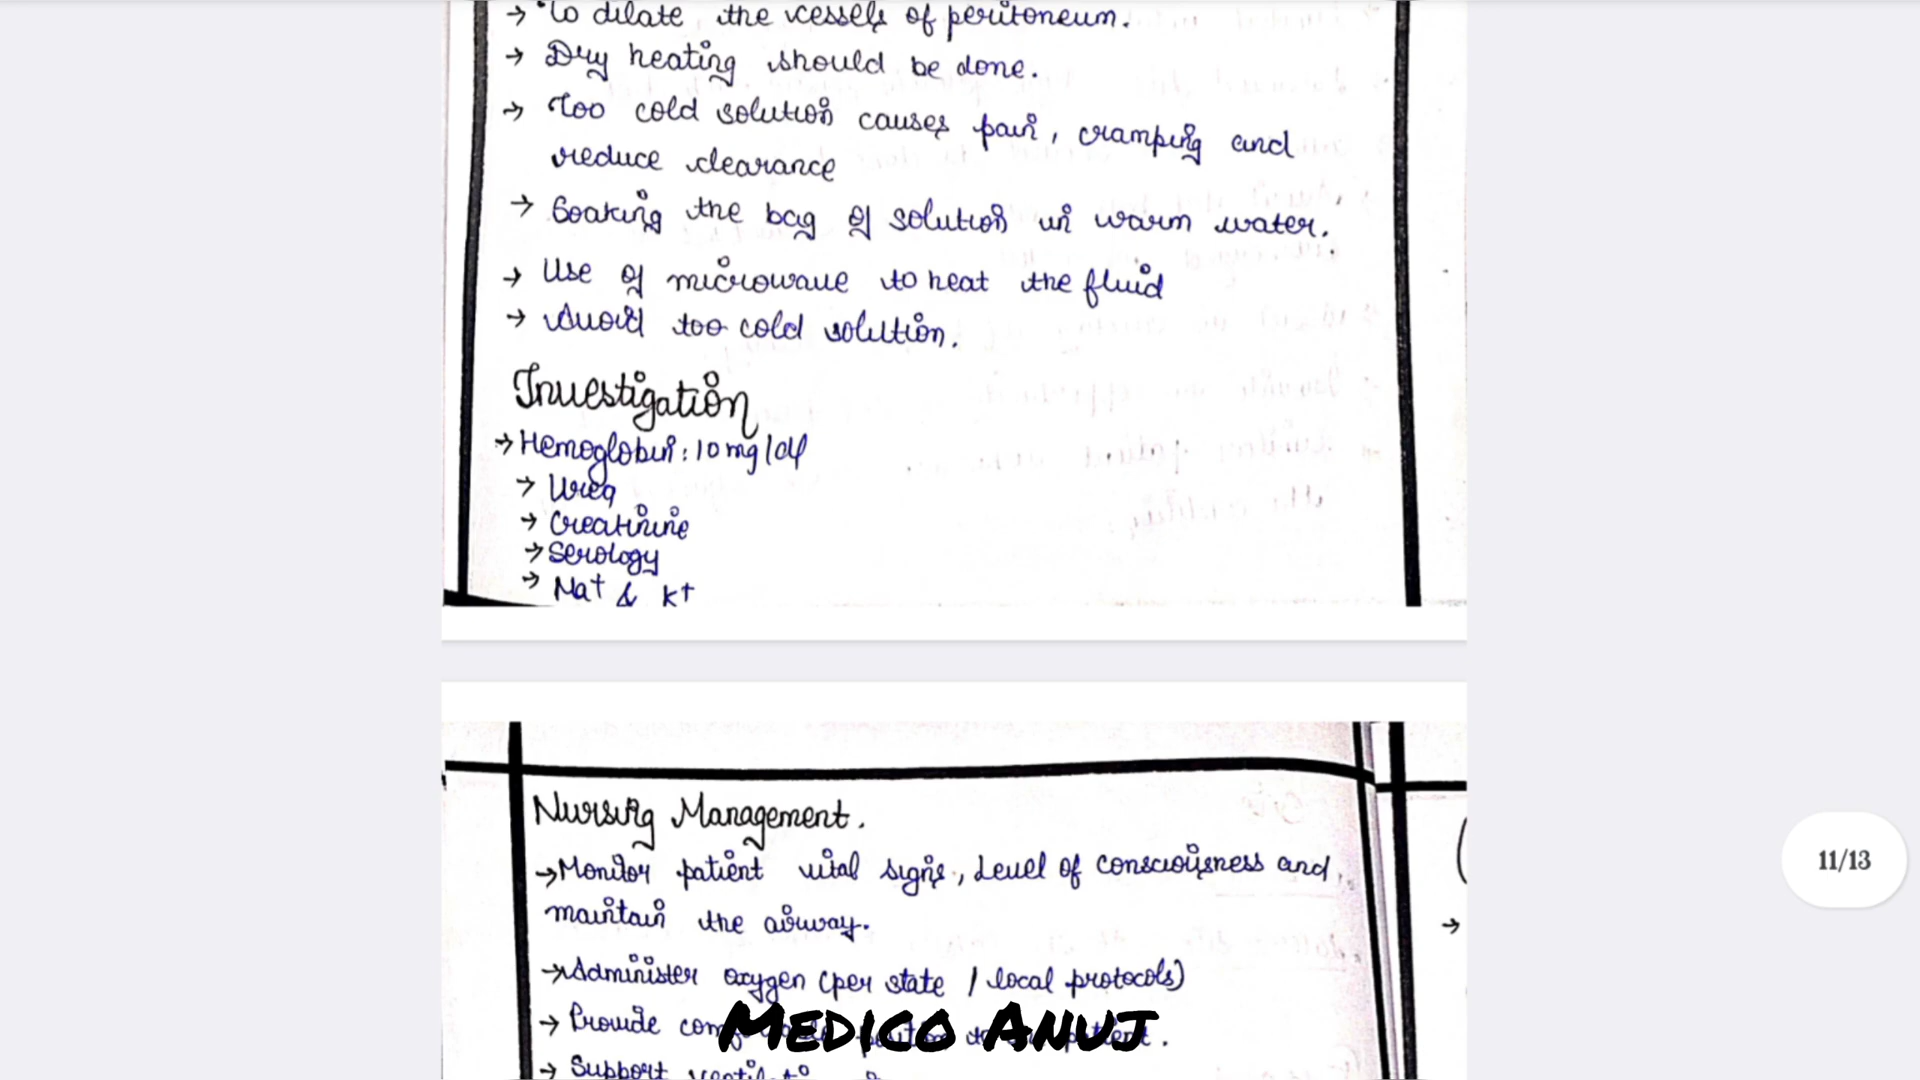 → To dilate the vessels of peritoneum.
→ Dry heating should be done.
→ Too cold solution causes pain, cramping and
reduce clearance
→ Soaking the bag of solution in warm water.
→ Use of microwave to heat the fluid
→ Avoid too cold solution.
Investigation
→ Hemoglobin: 10 mg/dl
→ Urea
→ Creatinine
→ Serology
→ Na+ & K+
Nursing Management.
→ Monitor patient vital signs, Level of consciousness and
maintain the airway.
→ Administer oxygen (per state / local protocols)
→ Provide patient.
→ Support
MEDICO ANUJ
11/13